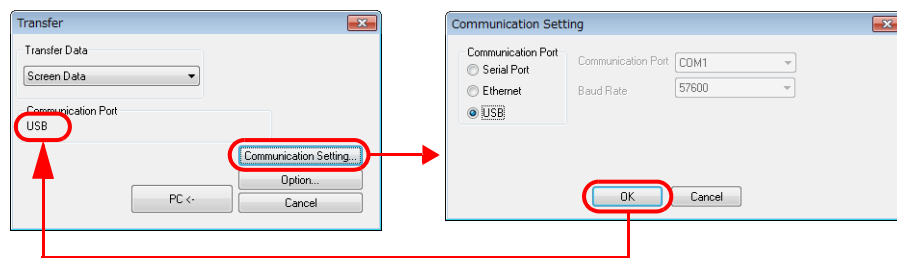 Transfer
Transfer Data
Screen Data
Communication Port
USB
Communication Setting...
Option...
PC <-
Cancel
Communication Setting
Communication Port
Serial Port
Ethernet
USB
Communication Port COM1
Baud Rate 57600
OK Cancel